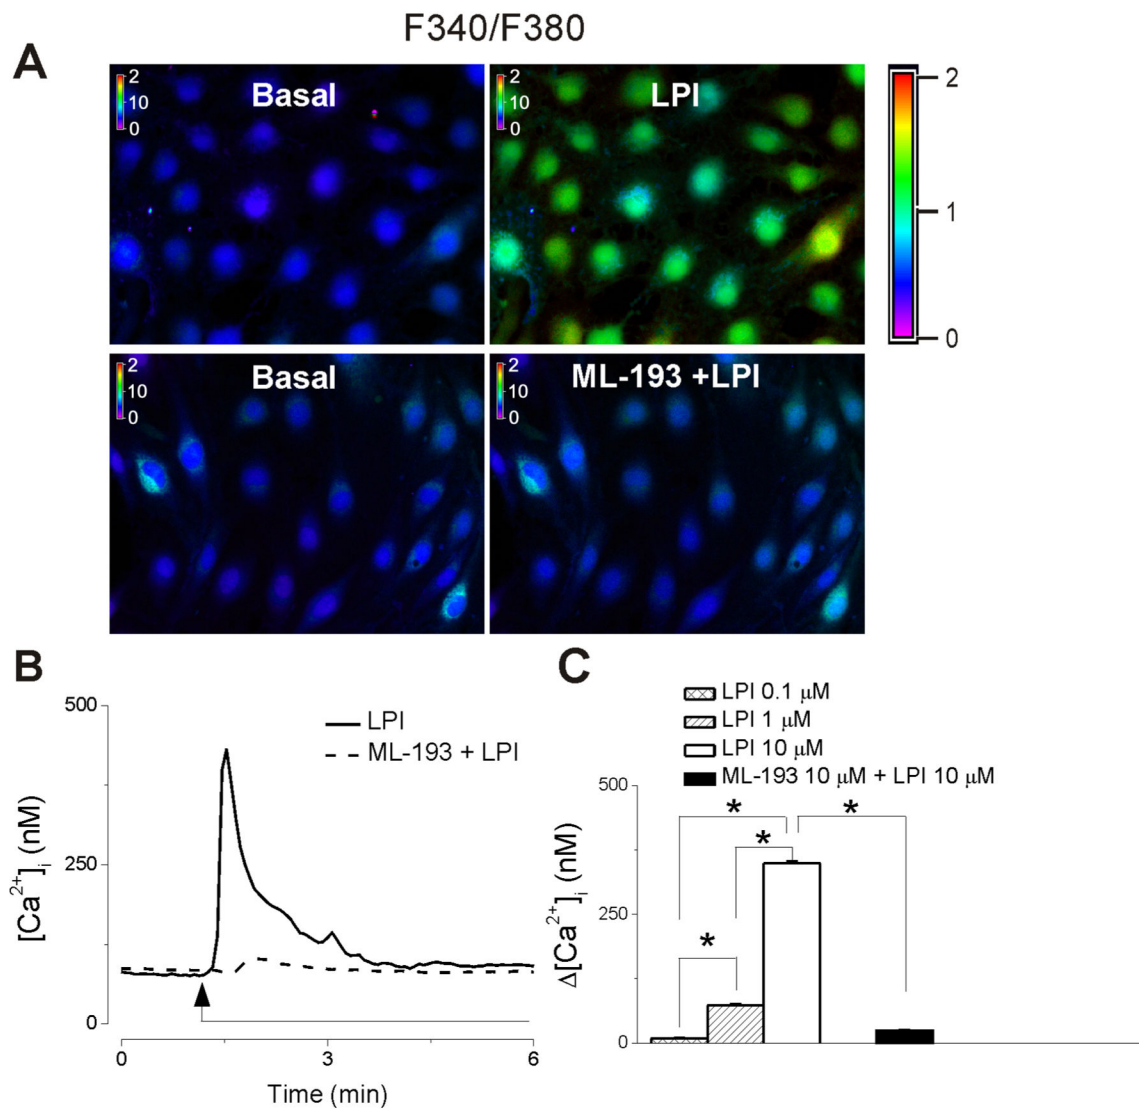 F340/F380
A
2
10
0
Basal
2
10
0
LPI
2
1
0
2
10
0
Basal
2
10
0
ML-193 +LPI
B
500
250
0
[Ca²⁺]ᵢ (nM)
LPI
ML-193 + LPI
0
3
6
Time (min)
C
LPI 0.1 μM
LPI 1 μM
LPI 10 μM
ML-193 10 μM + LPI 10 μM
500
250
0
Δ[Ca²⁺]ᵢ (nM)
*
*
*
*